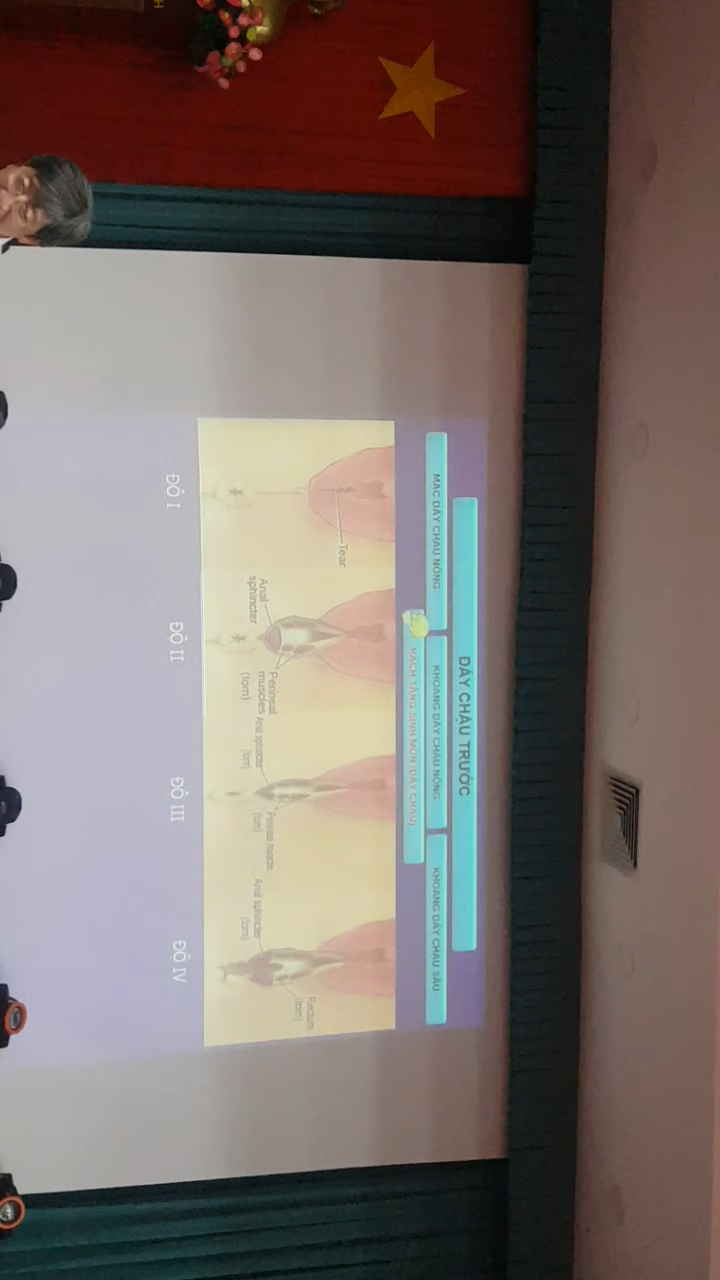 ĐÁY CHẬU TRƯỚC
MẠC ĐÁY CHẬU NÔNG
KHOANG ĐÁY CHẬU NÔNG
KHOANG ĐÁY CHẬU SÂU
RÁCH TẦNG SINH MÔN (ĐÁY CHẬU)
Tear
Anal
sphincter
Perineal
muscles
(torn)
Anal sphincter
(torn)
Perineal muscle
(torn)
Anal sphincter
(torn)
Rectum
(torn)
ĐỘ I
ĐỘ II
ĐỘ III
ĐỘ IV